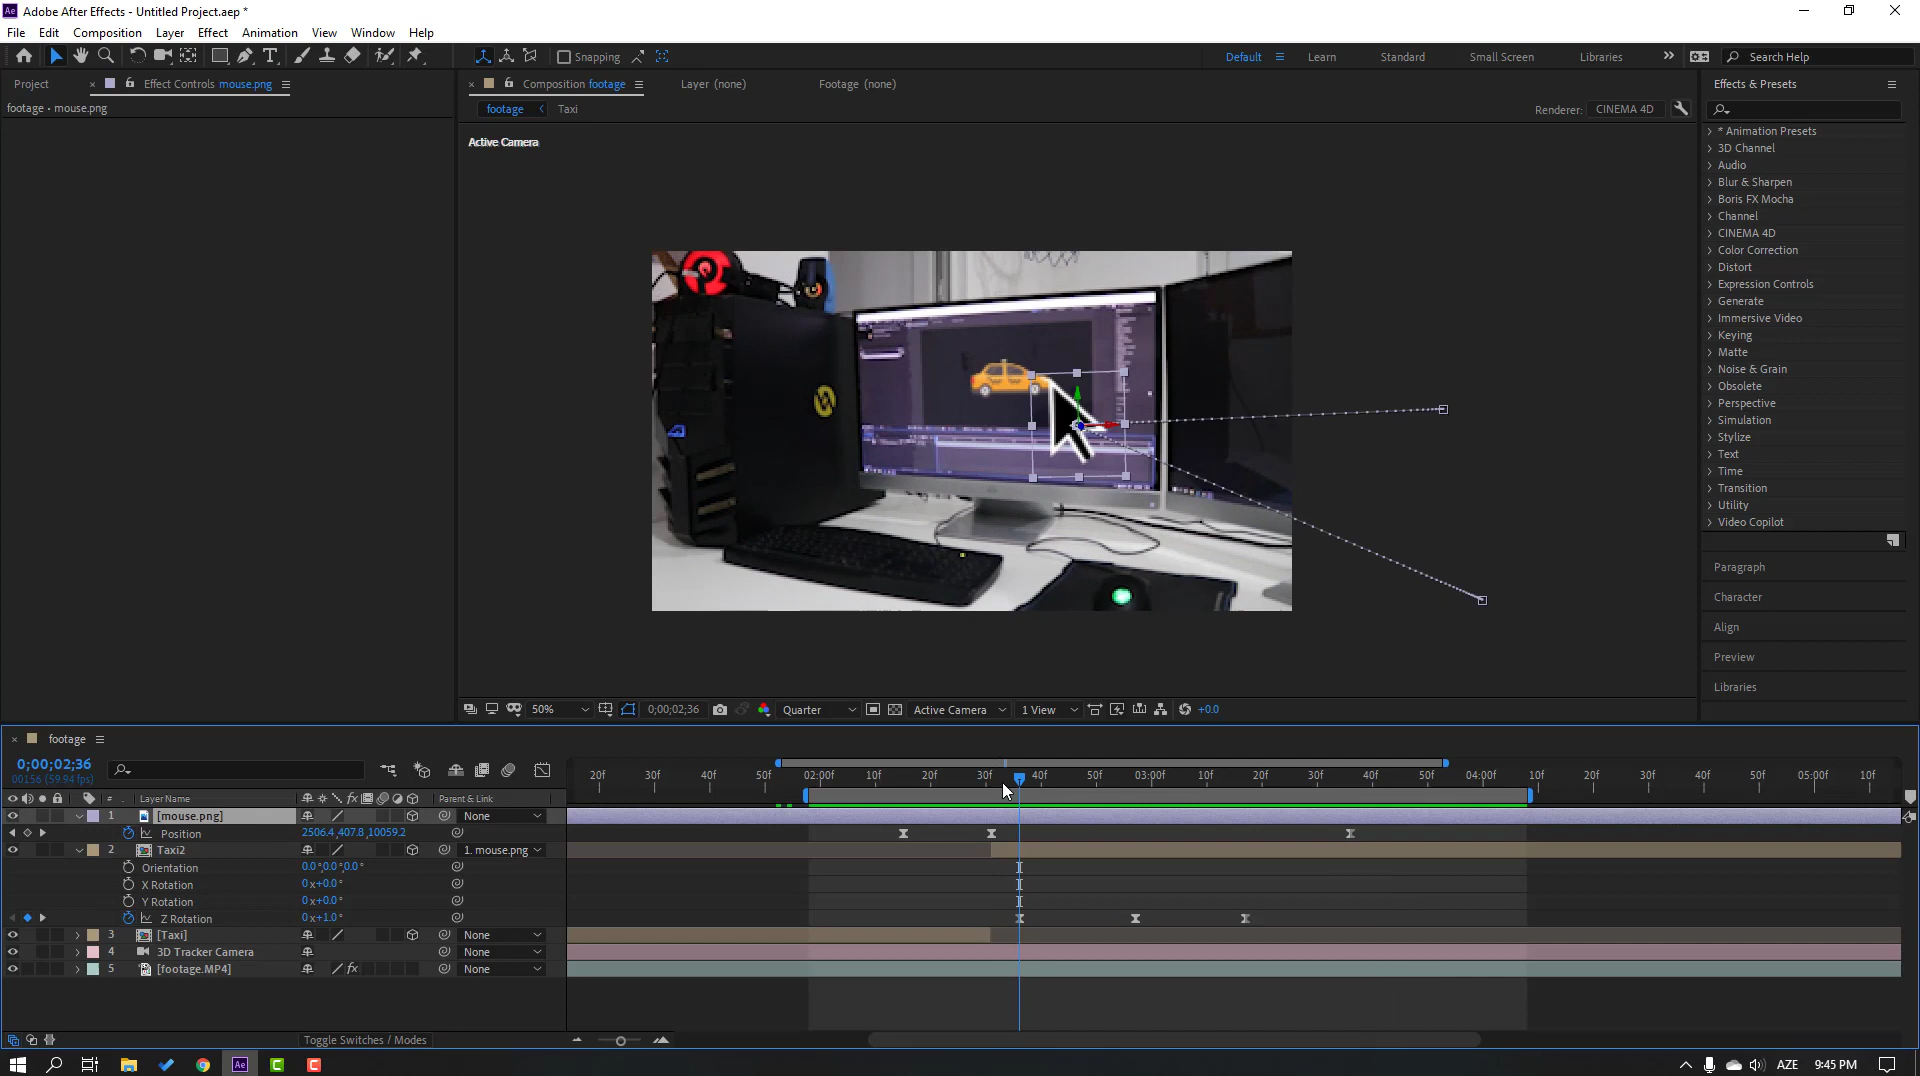 Ae Adobe After Effects - Untitled Project.aep *
File Edit Composition Layer Effect Animation View Window Help
Snapping Default Learn Standard Small Screen Libraries Search Help
Project Effect Controls mouse.png Composition footage Layer (none) Footage (none) Effects & Presets
footage • mouse.png footage Taxi Renderer: CINEMA 4D
Active Camera
* Animation Presets
3D Channel
Audio
Blur & Sharpen
Boris FX Mocha
Channel
CINEMA 4D
Color Correction
Distort
Expression Controls
Generate
Immersive Video
Keying
Matte
Noise & Grain
Obsolete
Perspective
Simulation
Stylize
Text
Time
Transition
Utility
Video Copilot
Paragraph
Character
Align
Preview
Libraries
50% 0;00;02;36 Quarter Active Camera 1 View +0.0
footage
0;00;02;36
00156 (59.94 fps)
20f 30f 40f 50f 02:00f 10f 20f 30f 40f 50f 03:00f 10f 20f 30f 40f 50f 04:00f 10f 20f 30f 40f 50f 05:00f 10f
# Layer Name fx Parent & Link
1 [mouse.png] None
Position 2506.4,407.8,10059.2
2 Taxi2 1. mouse.png
Orientation 0.0°,0.0°,0.0°
X Rotation 0x+0.0°
Y Rotation 0x+0.0°
Z Rotation 0x+1.0°
3 [Taxi] None
4 3D Tracker Camera None
5 [footage.MP4] fx None
Toggle Switches / Modes
Ae C C AZE 9:45 PM